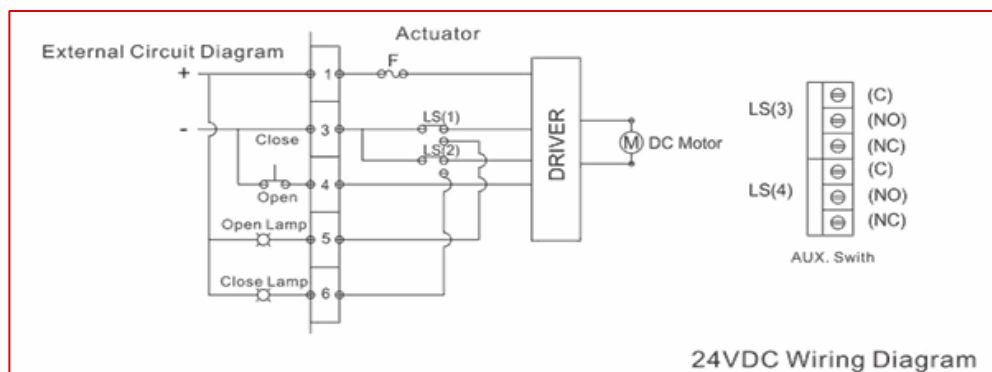 Actuator
External Circuit Diagram
+
1
F
-
Close
3
LS(1)
LS(2)
Open
4
Open Lamp
5
Close Lamp
6
DRIVER
M
DC Motor
LS(3)
(C)
(NO)
(NC)
LS(4)
(C)
(NO)
(NC)
AUX. Swith
24VDC Wiring Diagram